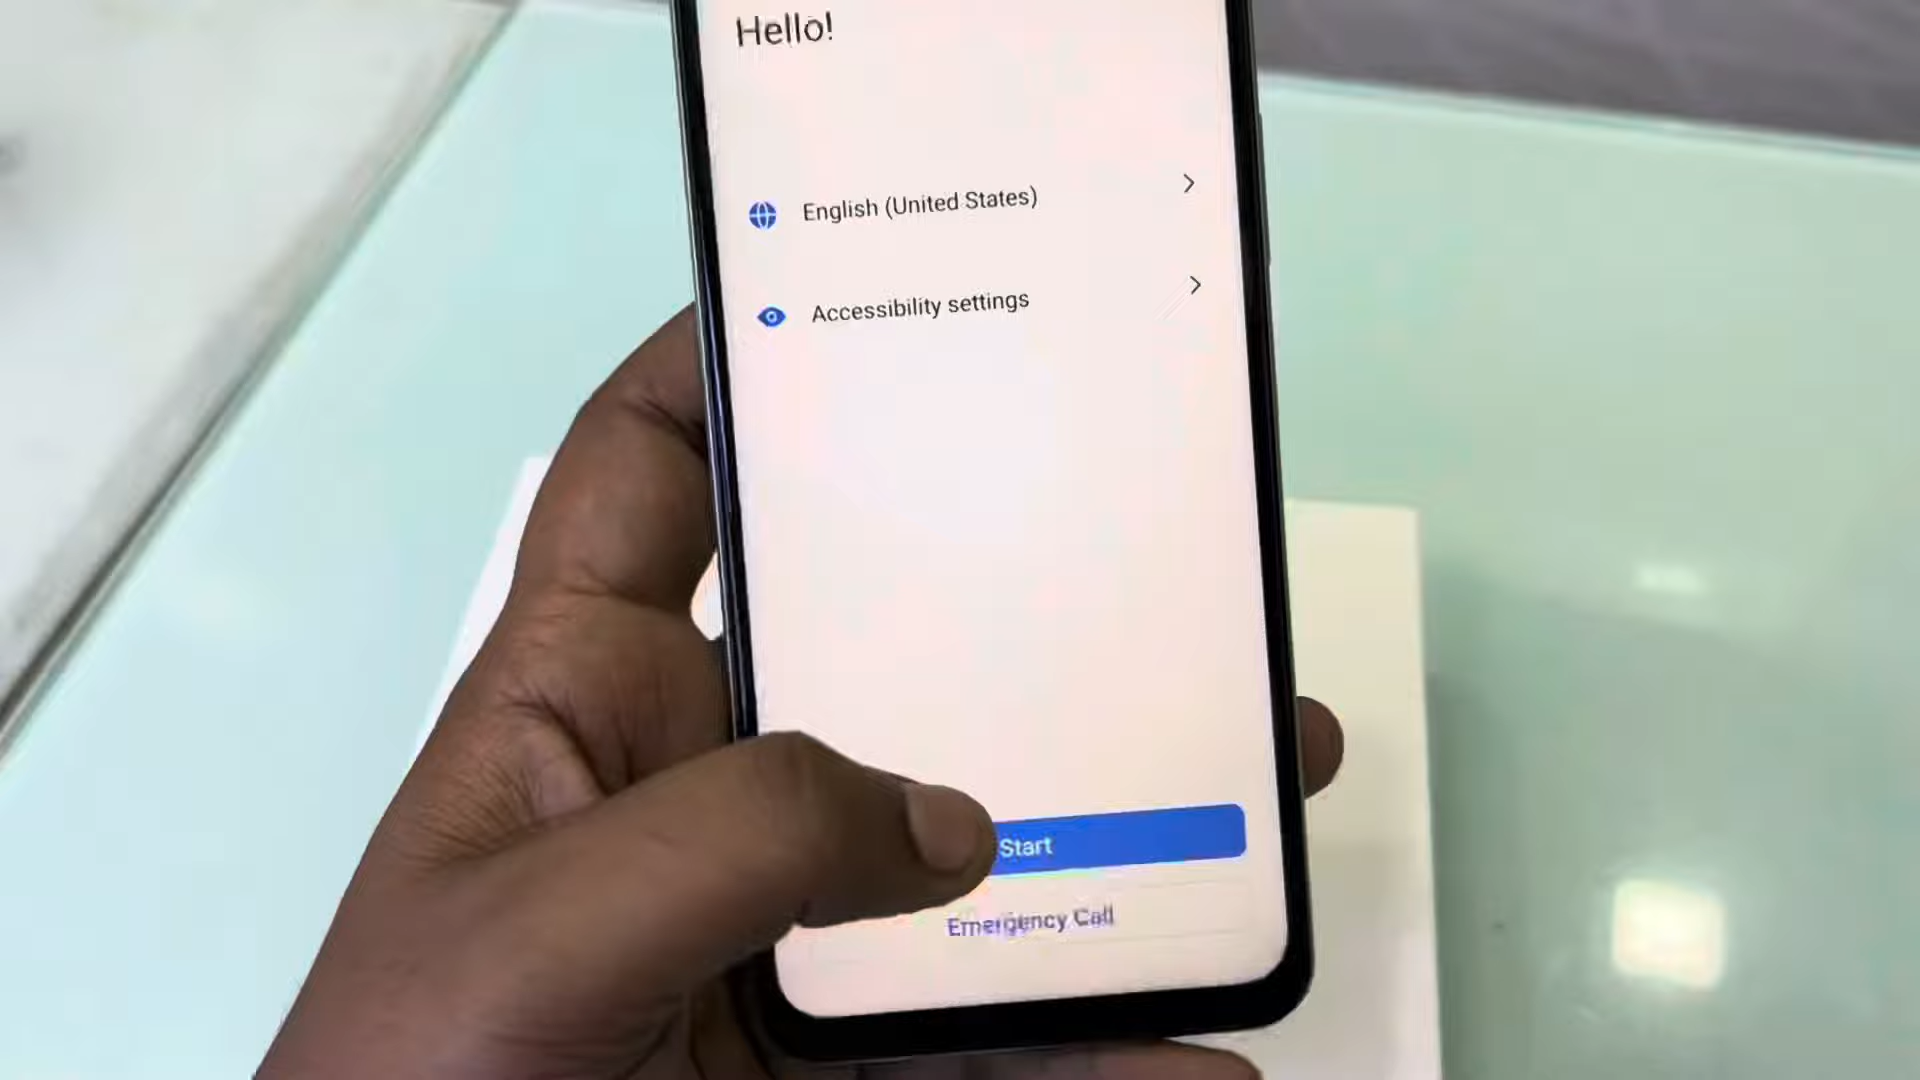 Hello!
English (United States)
Accessibility settings
Start
Emergency Call